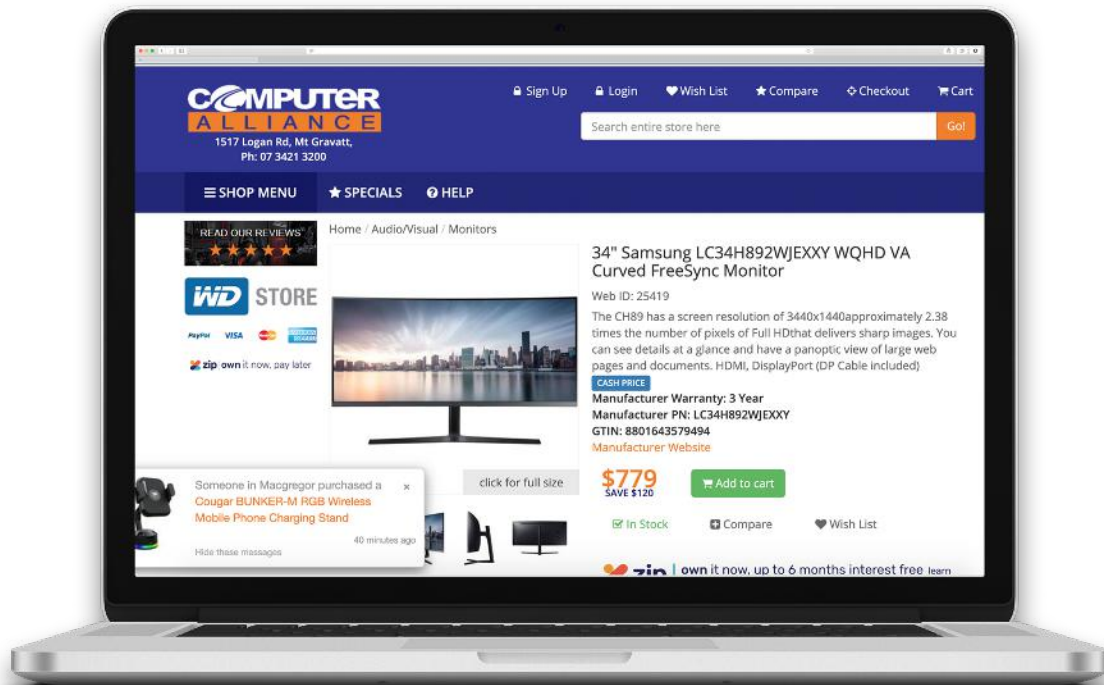 COMPUTER
ALLIANCE
1517 Logan Rd, Mt
Gravatt,
Ph: 07 3421 3200
Sign Up
Login
Wish List
Compare
Checkout
Cart
Search entire store here
Go!
SHOP MENU
SPECIALS
HELP
READ OUR REVIEWS
WD STORE
PayPal VISA
zip own it now, pay later
Home / Audio/Visual / Monitors
click for full size
34" Samsung LC34H892WJEXXY WQHD VA
Curved FreeSync Monitor
Web ID: 25419
The CH89 has a screen resolution of 3440x1440approximately 2.38
times the number of pixels of Full HDthat delivers sharp images. You
can see details at a glance and have a panoptic view of large web
pages and documents. HDMI, DisplayPort (DP Cable included)
CASH PRICE
Manufacturer Warranty: 3 Year
Manufacturer PN: LC34H892WJEXXY
GTIN: 8801643579494
Manufacturer Website
$779
SAVE $120
Add to cart
In Stock
Compare
Wish List
zip own it now, up to 6 months interest free learn
Someone in Macgregor purchased a
Cougar BUNKER-M RGB Wireless
Mobile Phone Charging Stand
40 minutes ago
Hide these messages